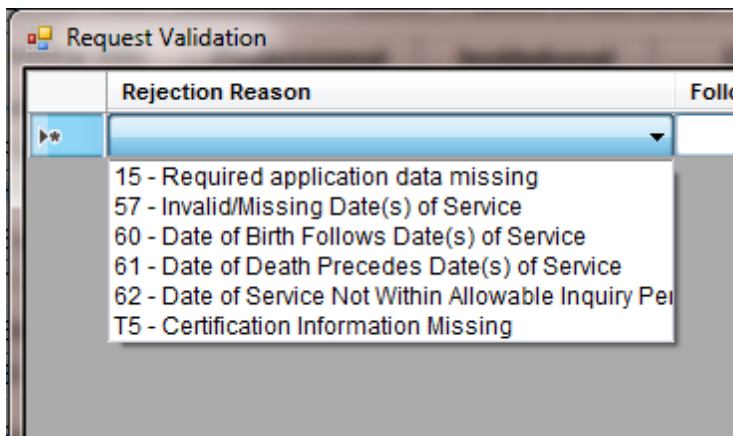 Request Validation
Rejection Reason Follo
15 - Required application data missing
57 - Invalid/Missing Date(s) of Service
60 - Date of Birth Follows Date(s) of Service
61 - Date of Death Precedes Date(s) of Service
62 - Date of Service Not Within Allowable Inquiry Per
T5 - Certification Information Missing